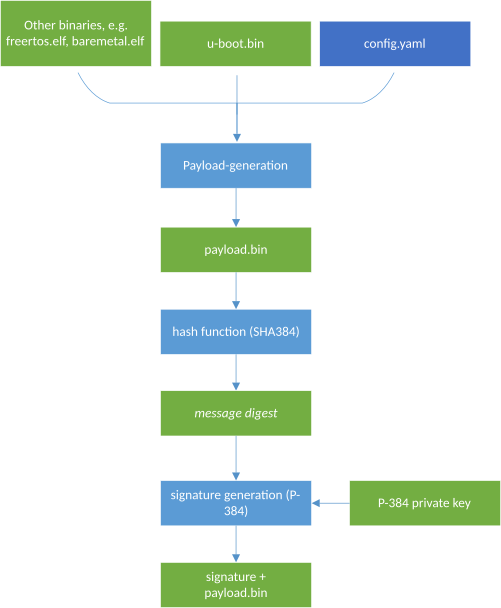 Other binaries, e.g.
freertos.elf, baremetal.elf
u-boot.bin
config.yaml
Payload-generation
payload.bin
hash function (SHA384)
message digest
signature generation (P-
384)
P-384 private key
signature +
payload.bin